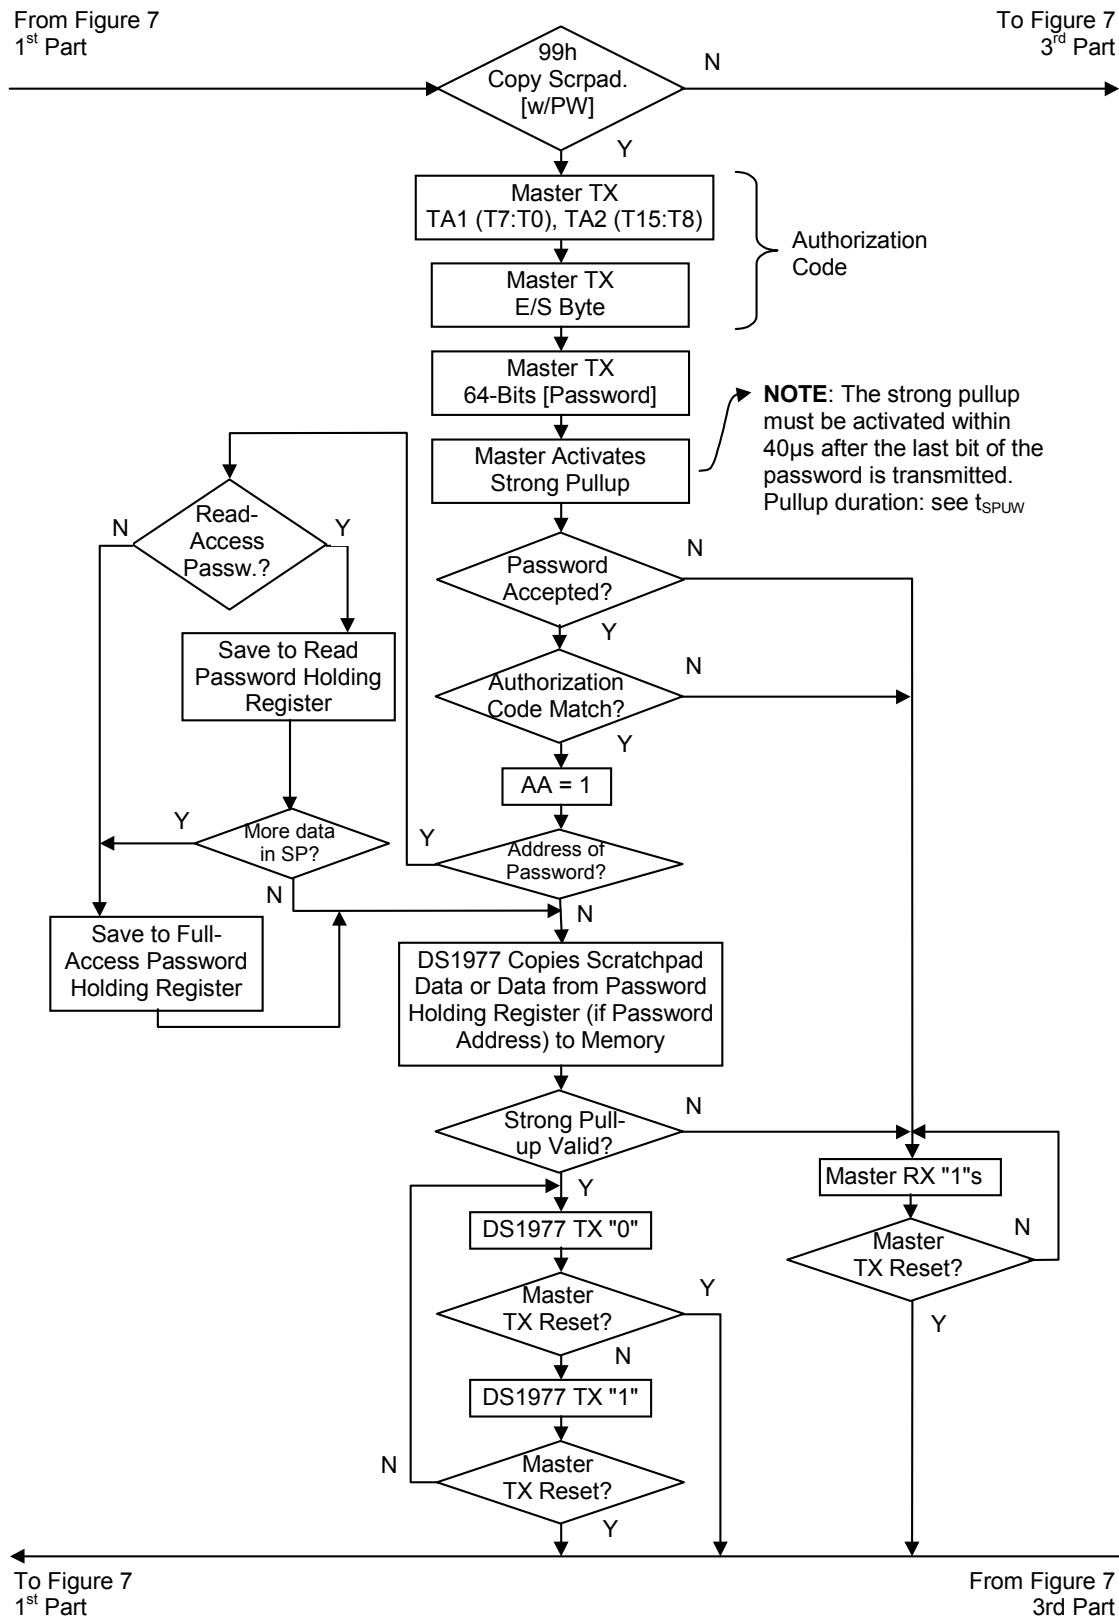 From Figure 7
1st Part
To Figure 7
3rd Part
99h
Copy Scrpad.
[w/PW]
N
Y
Master TX
TA1 (T7:T0), TA2 (T15:T8)
Authorization
Code
Master TX
E/S Byte
Master TX
64-Bits [Password]
NOTE: The strong pullup
must be activated within
40µs after the last bit of the
password is transmitted.
Pullup duration: see tSPUW
Master Activates
Strong Pullup
Read-
Access
Passw.?
N
Y
Password
Accepted?
N
Y
Save to Read
Password Holding
Register
Authorization
Code Match?
N
Y
AA = 1
More data
in SP?
Y
N
Address of
Password?
Y
N
Save to Full-
Access Password
Holding Register
DS1977 Copies Scratchpad
Data or Data from Password
Holding Register (if Password
Address) to Memory
Strong Pull-
up Valid?
N
Y
Master RX "1"s
DS1977 TX "0"
Master
TX Reset?
N
Y
Master
TX Reset?
Y
N
DS1977 TX "1"
Master
TX Reset?
N
Y
To Figure 7
1st Part
From Figure 7
3rd Part